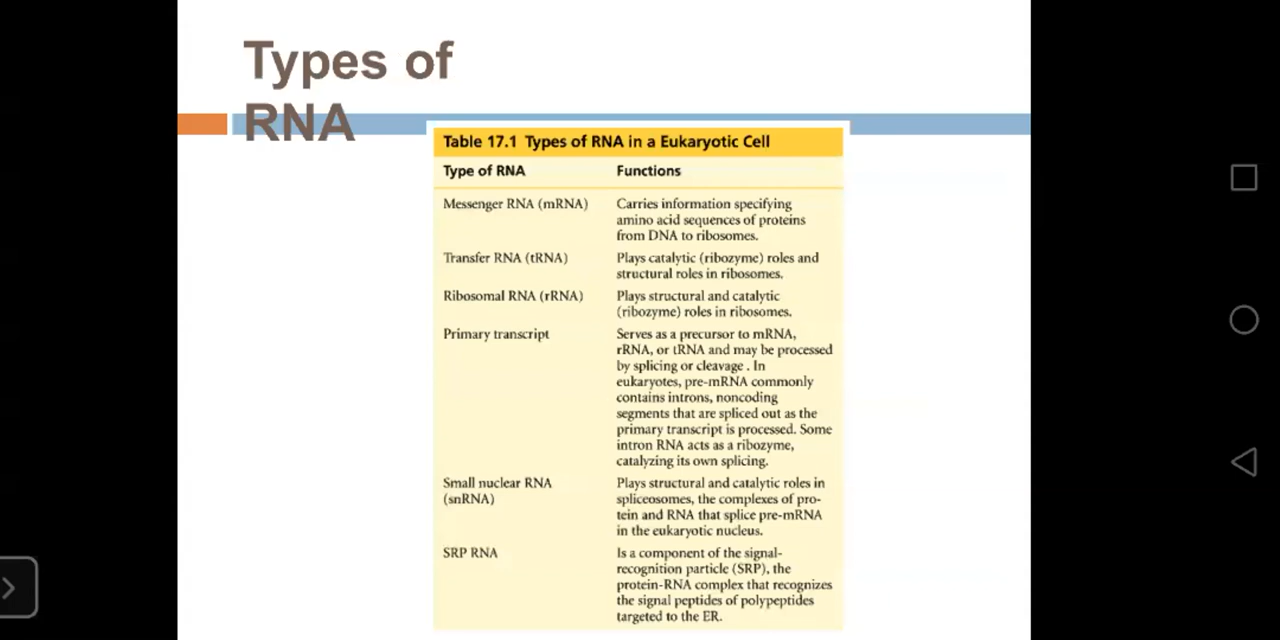 Types of
RNA
Table 17.1 Types of RNA in a Eukaryotic Cell
Type of RNA Functions
Messenger RNA (mRNA) Carries information specifying
amino acid sequences of proteins
from DNA to ribosomes.
Transfer RNA (tRNA) Plays catalytic (ribozyme) roles and
structural roles in ribosomes.
Ribosomal RNA (rRNA) Plays structural and catalytic
(ribozyme) roles in ribosomes.
Primary transcript Serves as a precursor to mRNA,
rRNA, or tRNA and may be processed
by splicing or cleavage . In
eukaryotes, pre-mRNA commonly
contains introns, noncoding
segments that are spliced out as the
primary transcript is processed. Some
intron RNA acts as a ribozyme,
catalyzing its own splicing.
Small nuclear RNA Plays structural and catalytic roles in
(snRNA) spliceosomes, the complexes of pro-
tein and RNA that splice pre-mRNA
in the eukaryotic nucleus.
SRP RNA Is a component of the signal-
recognition particle (SRP), the
protein-RNA complex that recognizes
the signal peptides of polypeptides
targeted to the ER.